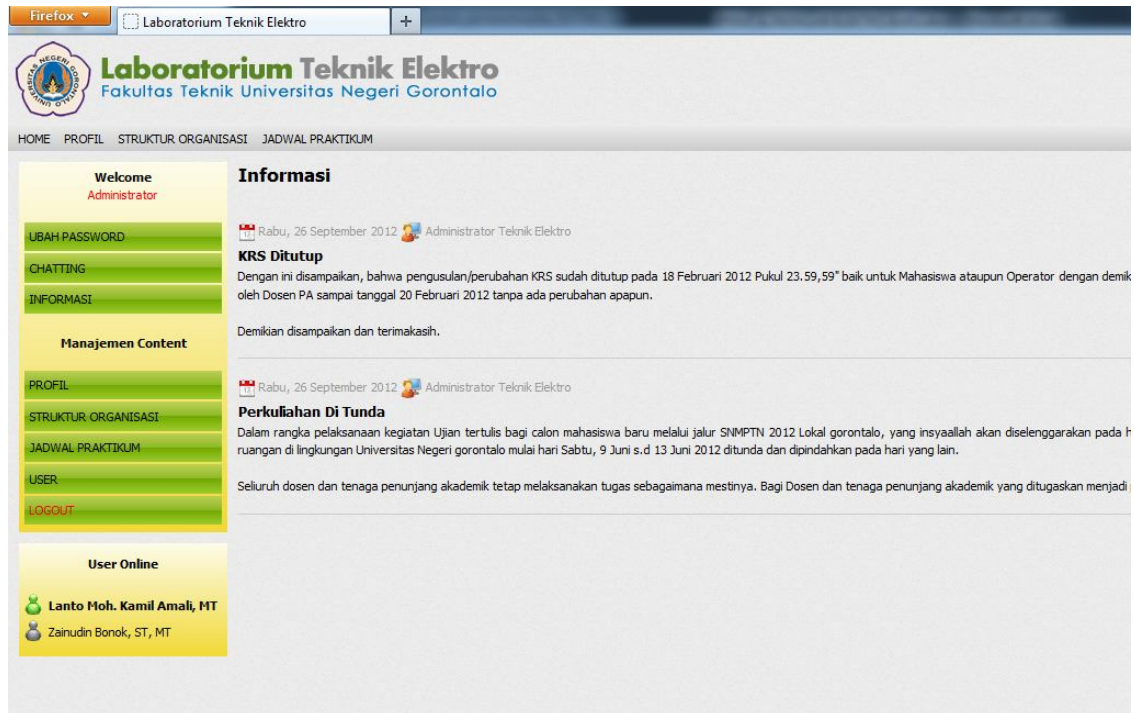 Firefox
Laboratorium Teknik Elektro
+
UNIVERSITAS NEGERI GORONTALO
Laboratorium Teknik Elektro
Fakultas Teknik Universitas Negeri Gorontalo
HOME PROFIL STRUKTUR ORGANISASI JADWAL PRAKTIKUM
Welcome
Administrator
UBAH PASSWORD
CHATTING
INFORMASI
Manajemen Content
PROFIL
STRUKTUR ORGANISASI
JADWAL PRAKTIKUM
USER
LOGOUT
User Online
Lanto Moh. Kamil Amali, MT
Zainudin Bonok, ST, MT
Informasi
Rabu, 26 September 2012 Administrator Teknik Elektro
KRS Ditutup
Dengan ini disampaikan, bahwa pengusulan/perubahan KRS sudah ditutup pada 18 Februari 2012 Pukul 23.59,59" baik untuk Mahasiswa ataupun Operator dengan demik
oleh Dosen PA sampai tanggal 20 Februari 2012 tanpa ada perubahan apapun.
Demikian disampaikan dan terimakasih.
Rabu, 26 September 2012 Administrator Teknik Elektro
Perkuliahan Di Tunda
Dalam rangka pelaksanaan kegiatan Ujian tertulis bagi calon mahasiswa baru melalui jalur SNMPTN 2012 Lokal gorontalo, yang insyaallah akan diselenggarakan pada h
ruangan di lingkungan Universitas Negeri gorontalo mulai hari Sabtu, 9 Juni s.d 13 Juni 2012 ditunda dan dipindahkan pada hari yang lain.
Seliuruh dosen dan tenaga penunjang akademik tetap melaksanakan tugas sebagaimana mestinya. Bagi Dosen dan tenaga penunjang akademik yang ditugaskan menjadi